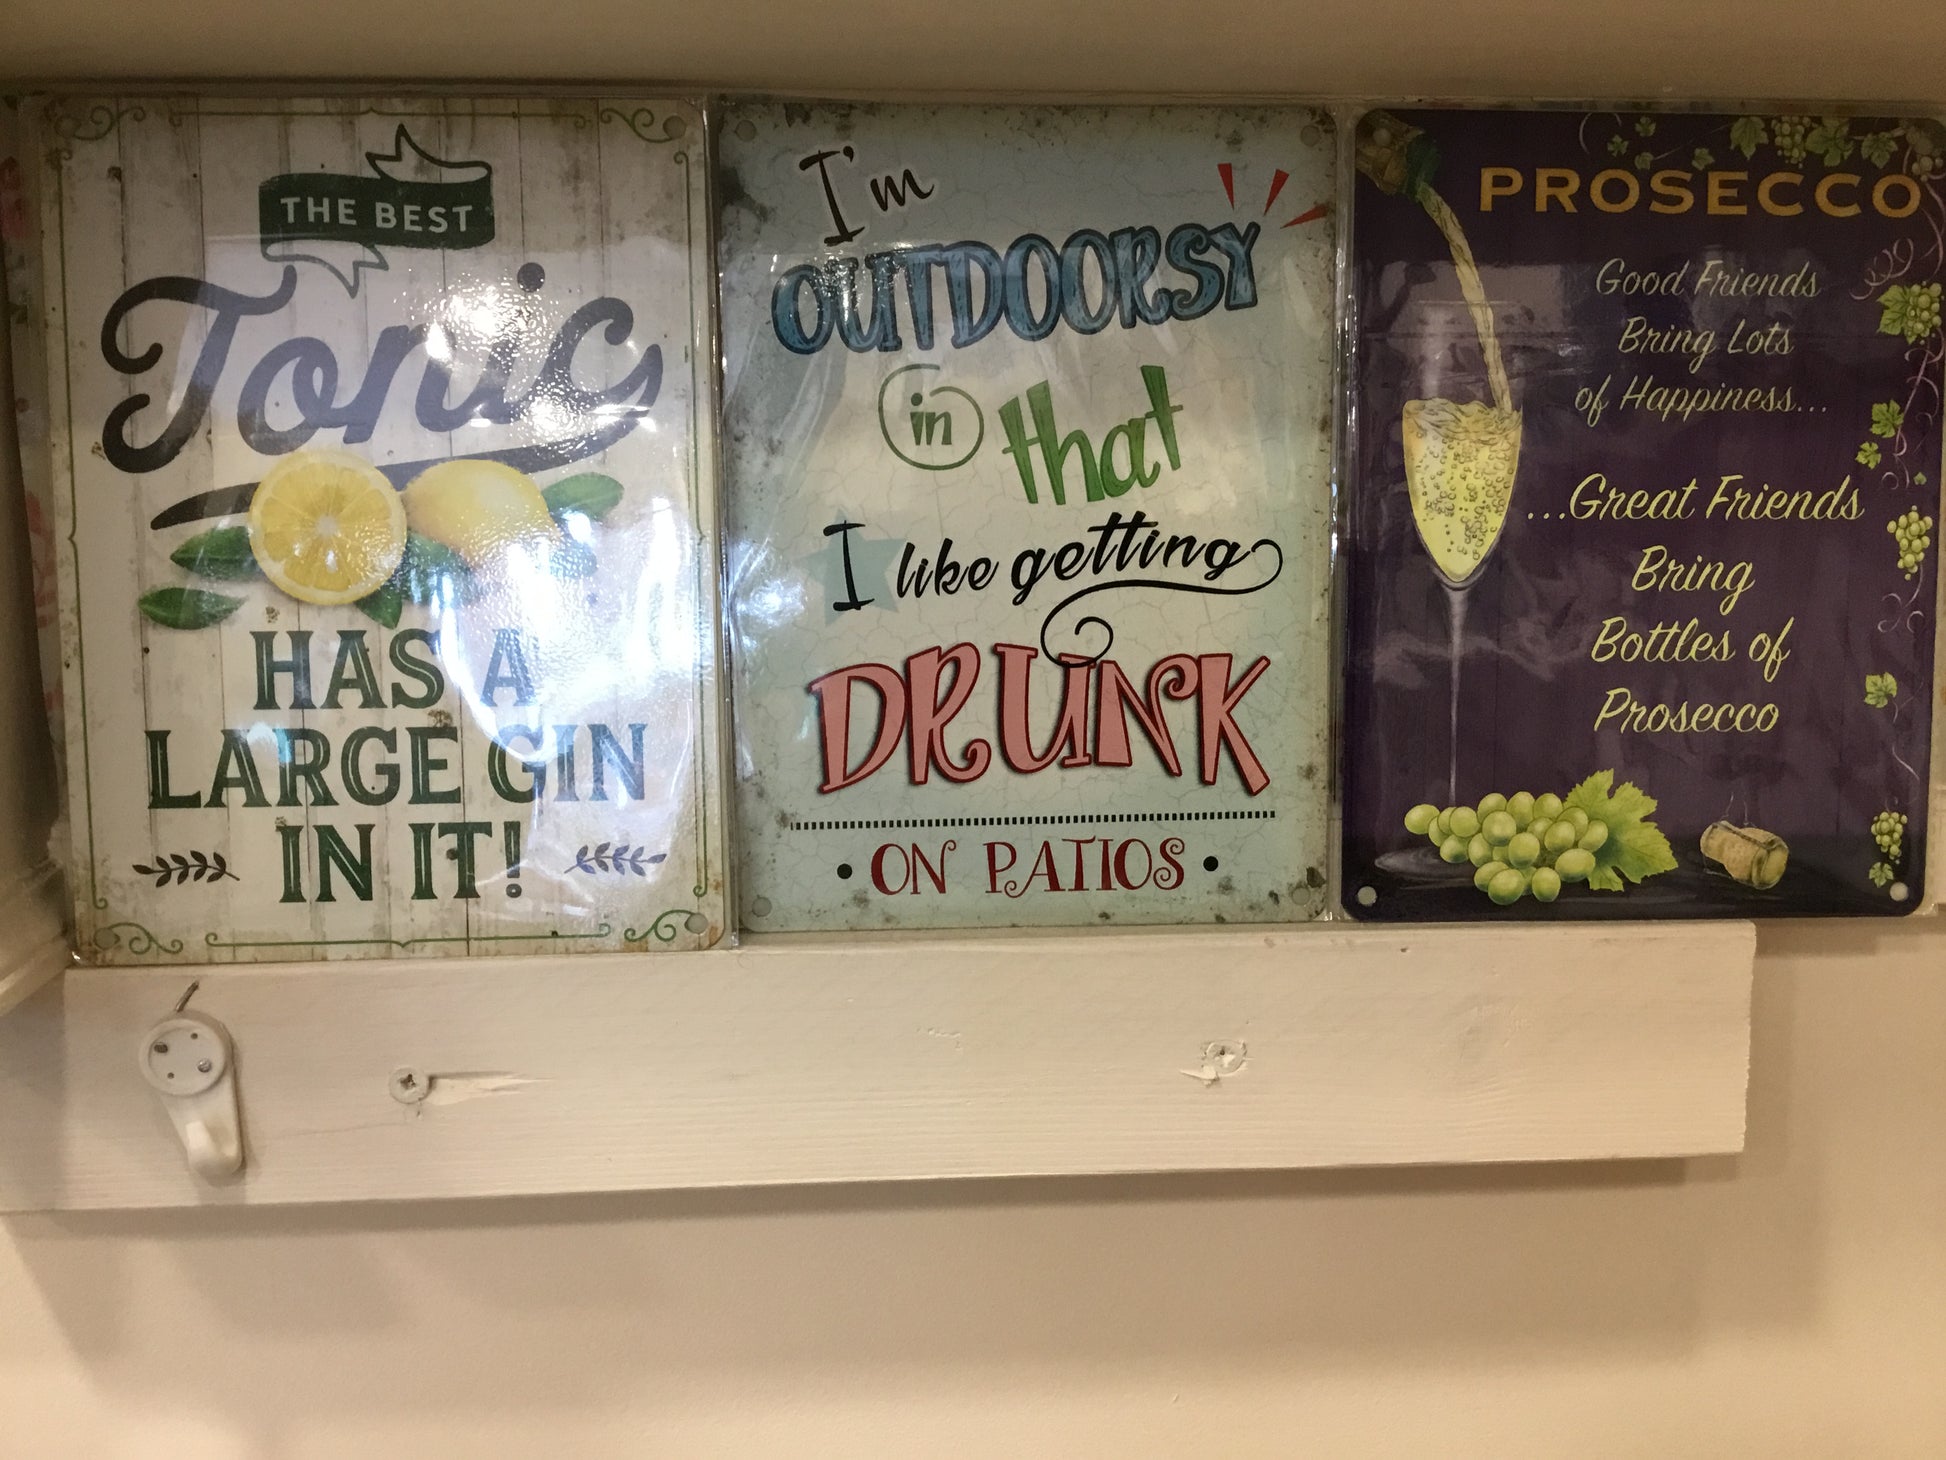 THE BEST
Tonic
HAS A
LARGE GIN
IN IT!
I'm
OUTDOORSY
in that
I like getting
DRUNK
• ON PATIOS •
PROSECCO
Good Friends
Bring Lots
of Happiness...
...Great Friends
Bring
Bottles of
Prosecco